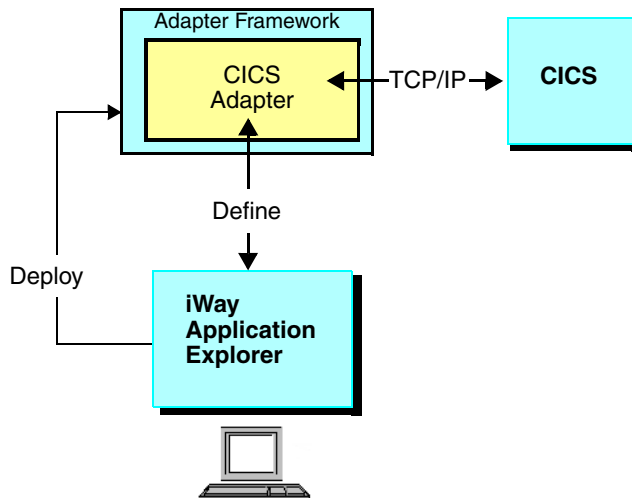 Adapter Framework
CICS
Adapter
TCP/IP
CICS
Define
Deploy
iWay
Application
Explorer